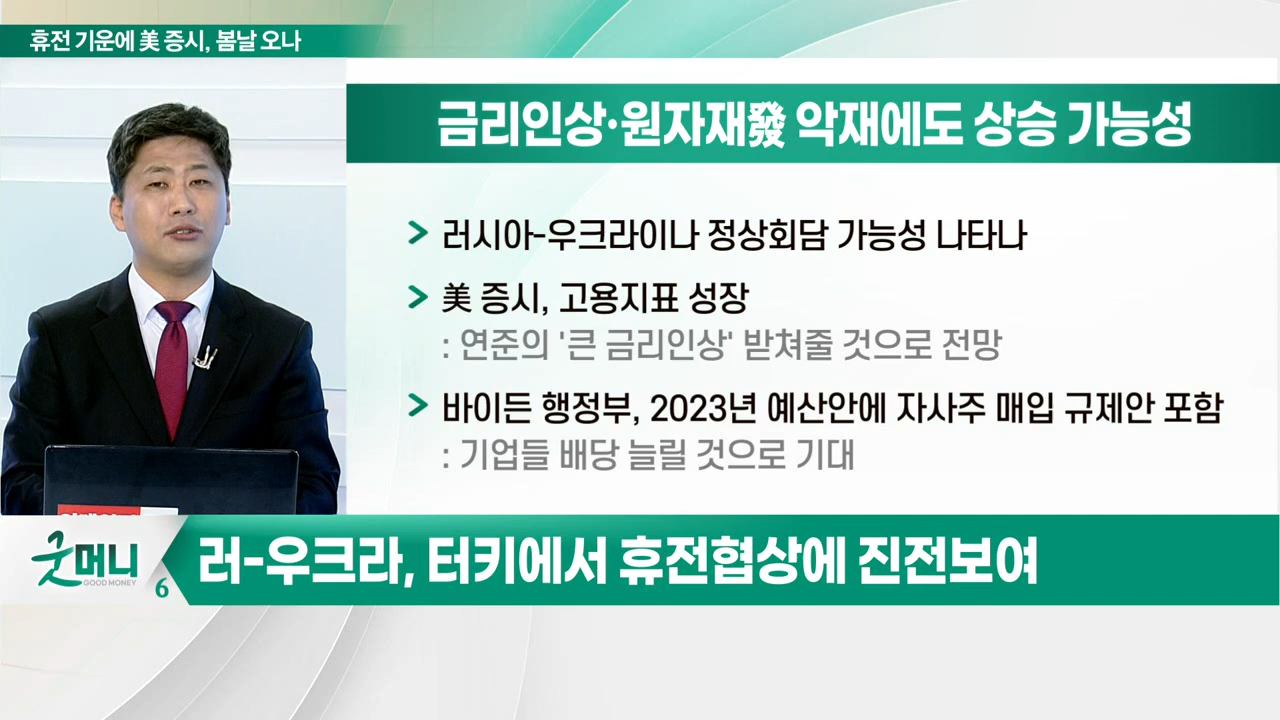 휴전 기운에 美 증시, 봄날 오나
금리인상·원자재發 악재에도 상승 가능성
러시아-우크라이나 정상회담 가능성 나타나
美 증시, 고용지표 성장
: 연준의 '큰 금리인상' 받쳐줄 것으로 전망
바이든 행정부, 2023년 예산안에 자사주 매입 규제안 포함
: 기업들 배당 늘릴 것으로 기대
굿머니
GOOD MONEY
6
러-우크라, 터키에서 휴전협상에 진전보여